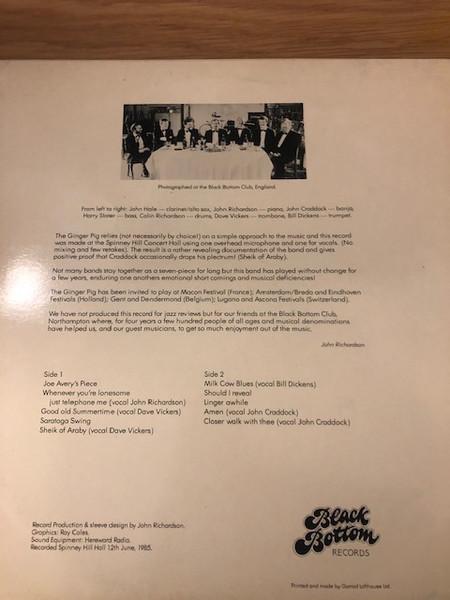 Photographed at the Black Bottom Club, England.
From left to right: John Hale — clarinet/alto sax, John Richardson — piano, John Craddock — banjo,
Harry Slater — bass, Colin Richardson — drums, Dave Vickers — trombone, Bill Dickens — trumpet.
The Ginger Pig relies (not necessarily by choice!) on a simple approach to the music and this record
was made at the Spinney Hill Concert Hall using one overhead microphone and one for vocals. (No
mixing and few retakes). The result is a rather revealing documentation of the band and gives
positive proof that Craddock occasionally drops his plectrum! (Sheik of Araby).
Not many bands stay together as a seven-piece for long but this band has played without change for
4 years, enduring one anothers emotional short comings and musical deficiencies!
The Ginger Pig has been invited to play at Macon Festival (France); Amsterdam/Breda and Eindhoven
Festivals (Holland); Gent and Dendermond (Belgium); Lugano and Ascona Festivals (Switzerland).
We have not produced this record for jazz reviews but for our friends at the Black Bottom Club,
Northampton where, for four years a few hundred people of all ages and musical denominations
have helped us, and our guest musicians, to get so much enjoyment out of the music.
John Richardson
Side 1
Joe Avery's Piece
Whenever you're lonesome
just telephone me (vocal John Richardson)
Good old Summertime (vocal Dave Vickers)
Saratoga Swing
Sheik of Araby (vocal Dave Vickers)
Side 2
Milk Cow Blues (vocal Bill Dickens)
Should I reveal
Linger awhile
Amen (vocal John Craddock)
Closer walk with thee (vocal John Craddock)
Record Production & sleeve design by John Richardson.
Graphics: Ray Coles.
Sound Equipment: Hereward Radio.
Recorded Spinney Hill Hall 12th June, 1985.
Black
Bottom
RECORDS
Printed and made by Garrod Lofthouse Ltd.